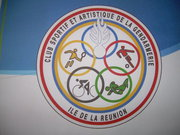 CLUB SPORTIF ET ARTISTIQUE DE LA GENDARMERIE
ILE DE LA REUNION